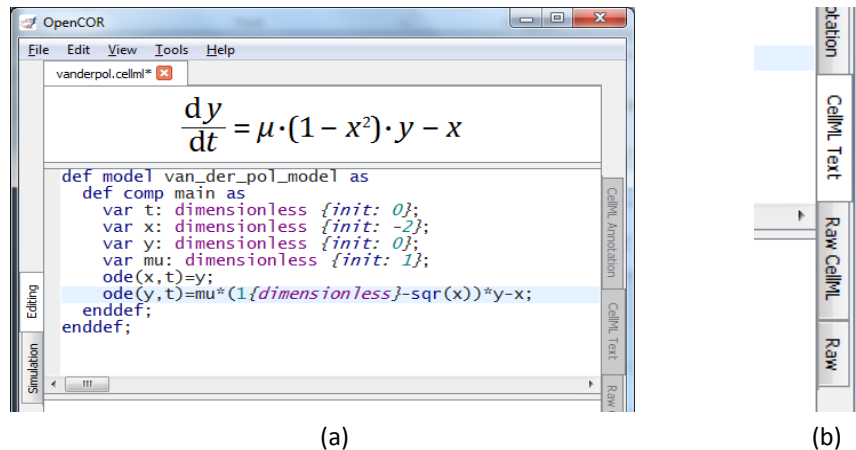 OpenCOR
File Edit View Tools Help
vanderpol.cellml*
dy/dt = μ·(1 − x²)·y − x
def model van_der_pol_model as
def comp main as
var t: dimensionless {init: 0};
var x: dimensionless {init: -2};
var y: dimensionless {init: 0};
var mu: dimensionless {init: 1};
ode(x,t)=y;
ode(y,t)=mu*(1{dimensionless}-sqr(x))*y-x;
enddef;
enddef;
Editing
Simulation
CellML Annotation
CellML Text
Raw
(a)
otation
CellML Text
Raw CellML
Raw
(b)